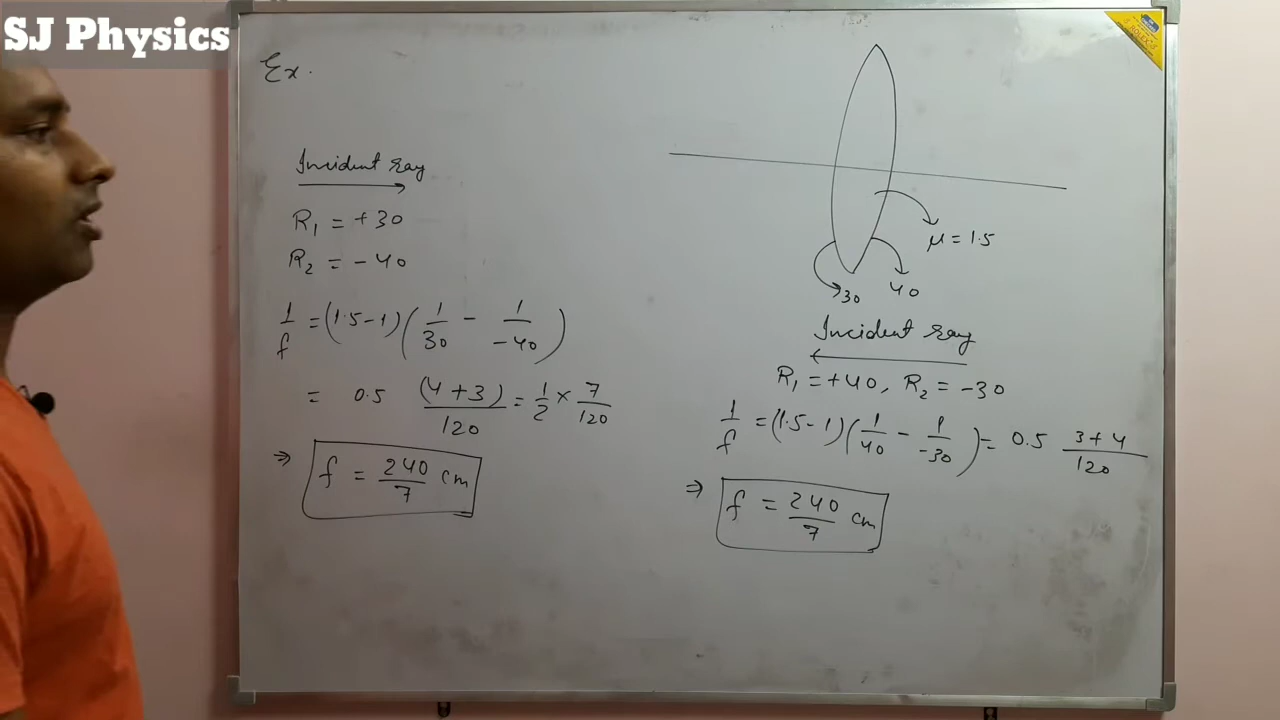 SJ Physics
Ex.
Incident ray
R₁ = +30
R₂ = -40
1/f = (1.5-1)(1/30 - 1/-40)
= 0.5 (4+3)/120 = 1/2 × 7/120
⇒ f = 240/7 cm
μ = 1.5
30
40
Incident ray
R₁ = +40, R₂ = -30
1/f = (1.5-1)(1/40 - 1/-30) = 0.5 3+4/120
⇒ f = 240/7 cm